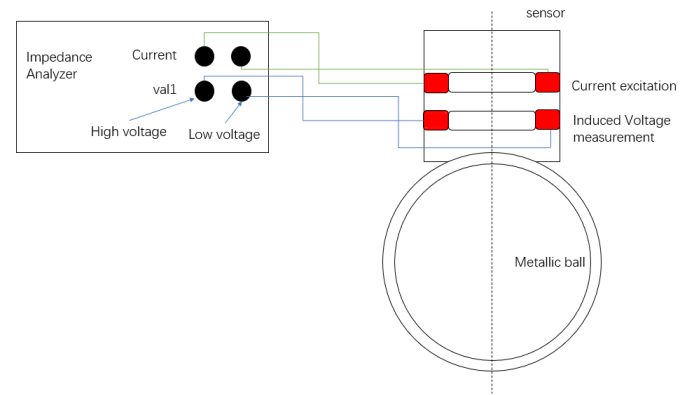 sensor
Impedance
Analyzer
Current
val1
High voltage
Low voltage
Current excitation
Induced Voltage
measurement
Metallic ball